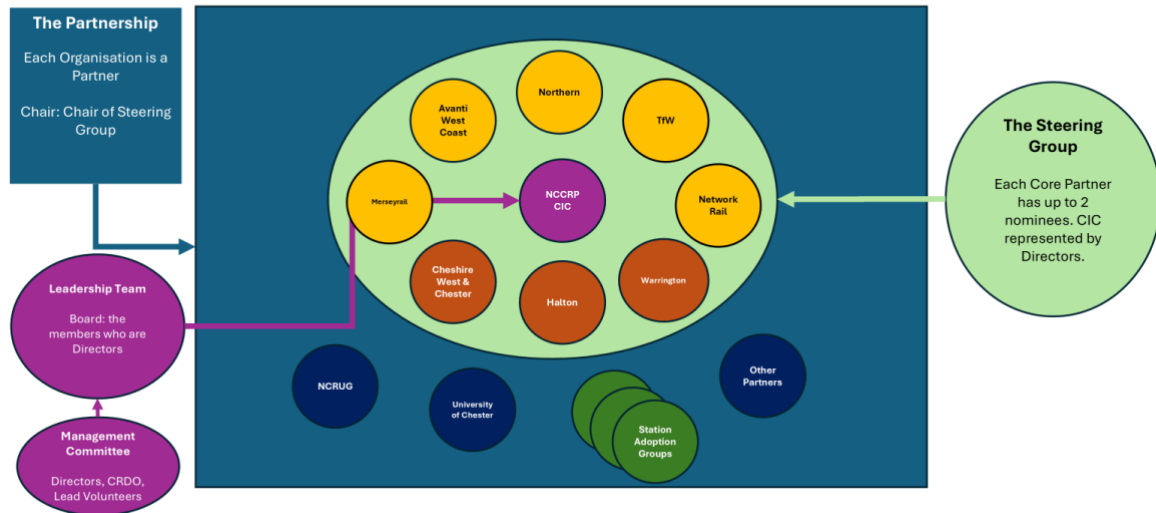 The Partnership
Each Organisation is a
Partner
Chair: Chair of Steering
Group
Northern
Avanti
West
Coast
TfW
Merseyrail
NCCRP
CIC
Network
Rail
Cheshire
West &
Chester
Halton
Warrington
The Steering
Group
Each Core Partner
has up to 2
nominees. CIC
represented by
Directors.
Leadership Team
Board: the
members who are
Directors
Management
Committee
Directors, CRDO,
Lead Volunteers
NCRUG
University
of Chester
Station
Adoption
Groups
Other
Partners